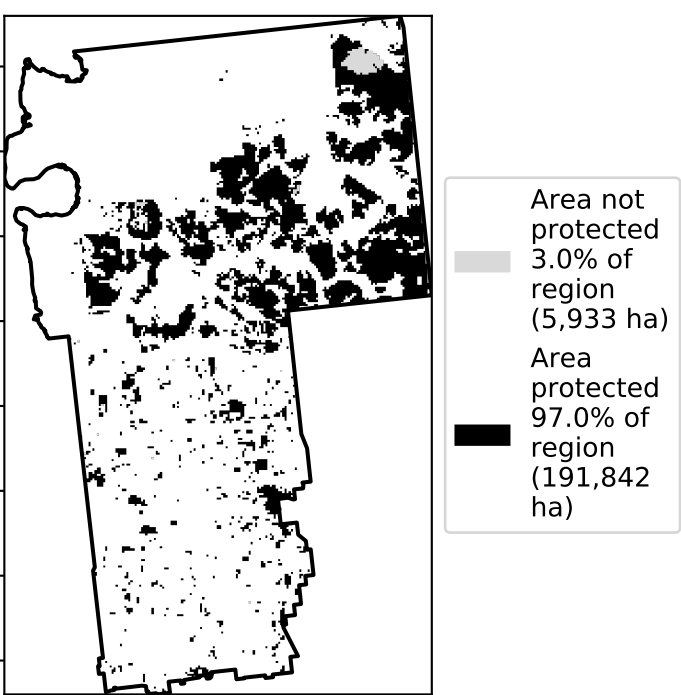 Area not
protected
3.0% of
region
(5,933 ha)
Area
protected
97.0% of
region
(191,842
ha)